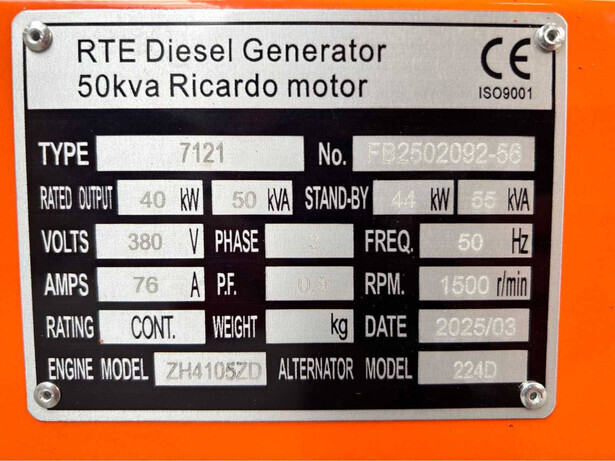 RTE Diesel Generator
50kva Ricardo motor
CE
ISO9001
TYPE 7121 No. FB2502092-56
RATED OUTPUT 40 kW 50 kVA STAND-BY 44 kW 55 kVA
VOLTS 380 V PHASE 3 FREQ. 50 Hz
AMPS 76 A P.F. RPM. 1500 r/min
RATING CONT. WEIGHT kg DATE 2025/03
ENGINE MODEL ZH4105ZD ALTERNATOR MODEL 224D